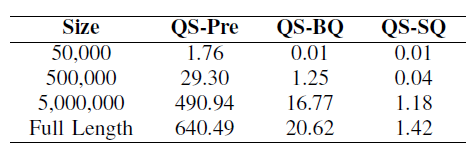 Size QS-Pre QS-BQ QS-SQ
50,000 1.76 0.01 0.01
500,000 29.30 1.25 0.04
5,000,000 490.94 16.77 1.18
Full Length 640.49 20.62 1.42